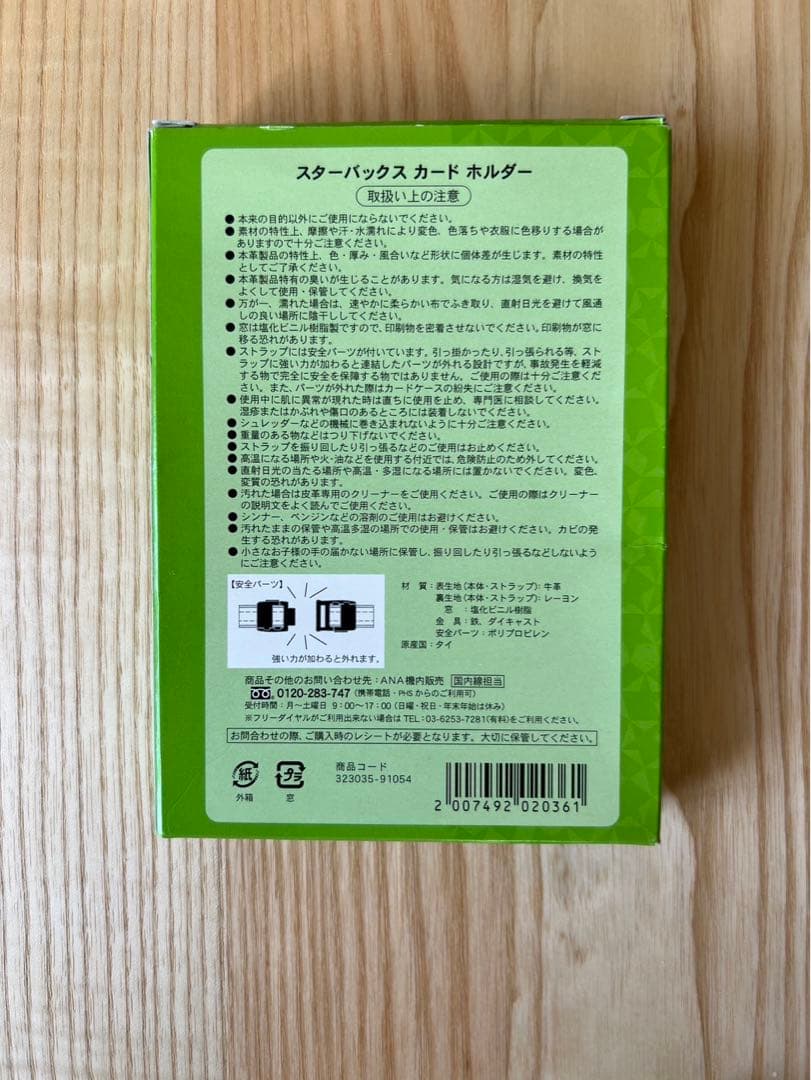 スターバックス カード ホルダー
取扱い上の注意
● 本来の目的以外にご使用にならないでください。
● 素材の特性上、摩擦や汗・水濡れにより変色、色落ちや衣服に色移りする場合が
ありますので十分ご注意ください。
● 本革製品の特性上、色・厚み・風合いなど形状に個体差が生じます。素材の特性
としてご了承ください。
● 本革製品特有の臭いが生じることがあります。気になる方は湿気を避け、換気を
よくして使用・保管してください。
● 万が一、濡れた場合は、速やかに柔らかい布でふき取り、直射日光を避けて風通
しの良い場所に陰干ししてください。
● 窓は塩化ビニル樹脂製ですので、印刷物を密着させないでください。印刷物が窓に
移る恐れがあります。
● ストラップには安全パーツが付いています。引っ掛かったり、引っ張られる等、スト
ラップに強い力が加わると連結したパーツが外れる設計ですが、事故発生を軽減
する物で完全に安全を保障する物ではありません。ご使用の際は十分ご注意くだ
さい。また、パーツが外れた際はカードケースの紛失にご注意ください。
● 使用中に肌に異常が現れた時は直ちに使用を止め、専門医に相談してください。
湿疹またはかぶれや傷口のあるところには装着しないでください。
● シュレッダーなどの機械に巻き込まれないように十分ご注意ください。
● 重量のある物などはつり下げないでください。
● ストラップを振り回したり引っ張るなどのご使用はお止めください。
● 高温になる場所や火・油などを使用する付近では、危険防止のため外してください。
● 直射日光の当たる場所や高温・多湿になる場所には置かないでください。変色、
変質の恐れがあります。
● 汚れた場合は皮革専用のクリーナーをご使用ください。ご使用の際はクリーナー
の説明文をよく読んでご使用ください。
● シンナー、ベンジンなどの溶剤のご使用はお避けください。
● 汚れたままの保管や高温多湿の場所での使用・保管はお避けください。カビの発
生する恐れがあります。
● 小さなお子様の手の届かない場所に保管し、振り回したり引っ張るなどしないよう
にご注意ください。
【安全パーツ】
強い力が加わると外れます。
材 質：表生地（本体・ストラップ）：牛革
裏生地（本体・ストラップ）：レーヨン
窓 ：塩化ビニル樹脂
金 具：鉄、ダイキャスト
安全パーツ：ポリプロピレン
原産国：タイ
商品その他のお問い合わせ先：ANA機内販売 国内線担当
0120-283-747（携帯電話・PHSからのご利用可）
受付時間：月〜土曜日 9：00〜17：00（日曜・祝日・年末年始は休み）
※フリーダイヤルがご利用出来ない場合は TEL：03-6253-7281（有料）をご利用ください。
お問合わせの際、ご購入時のレシートが必要となります。大切に保管してください。
紙
外箱
プラ
窓
商品コード
323035-91054
2 007492 020361